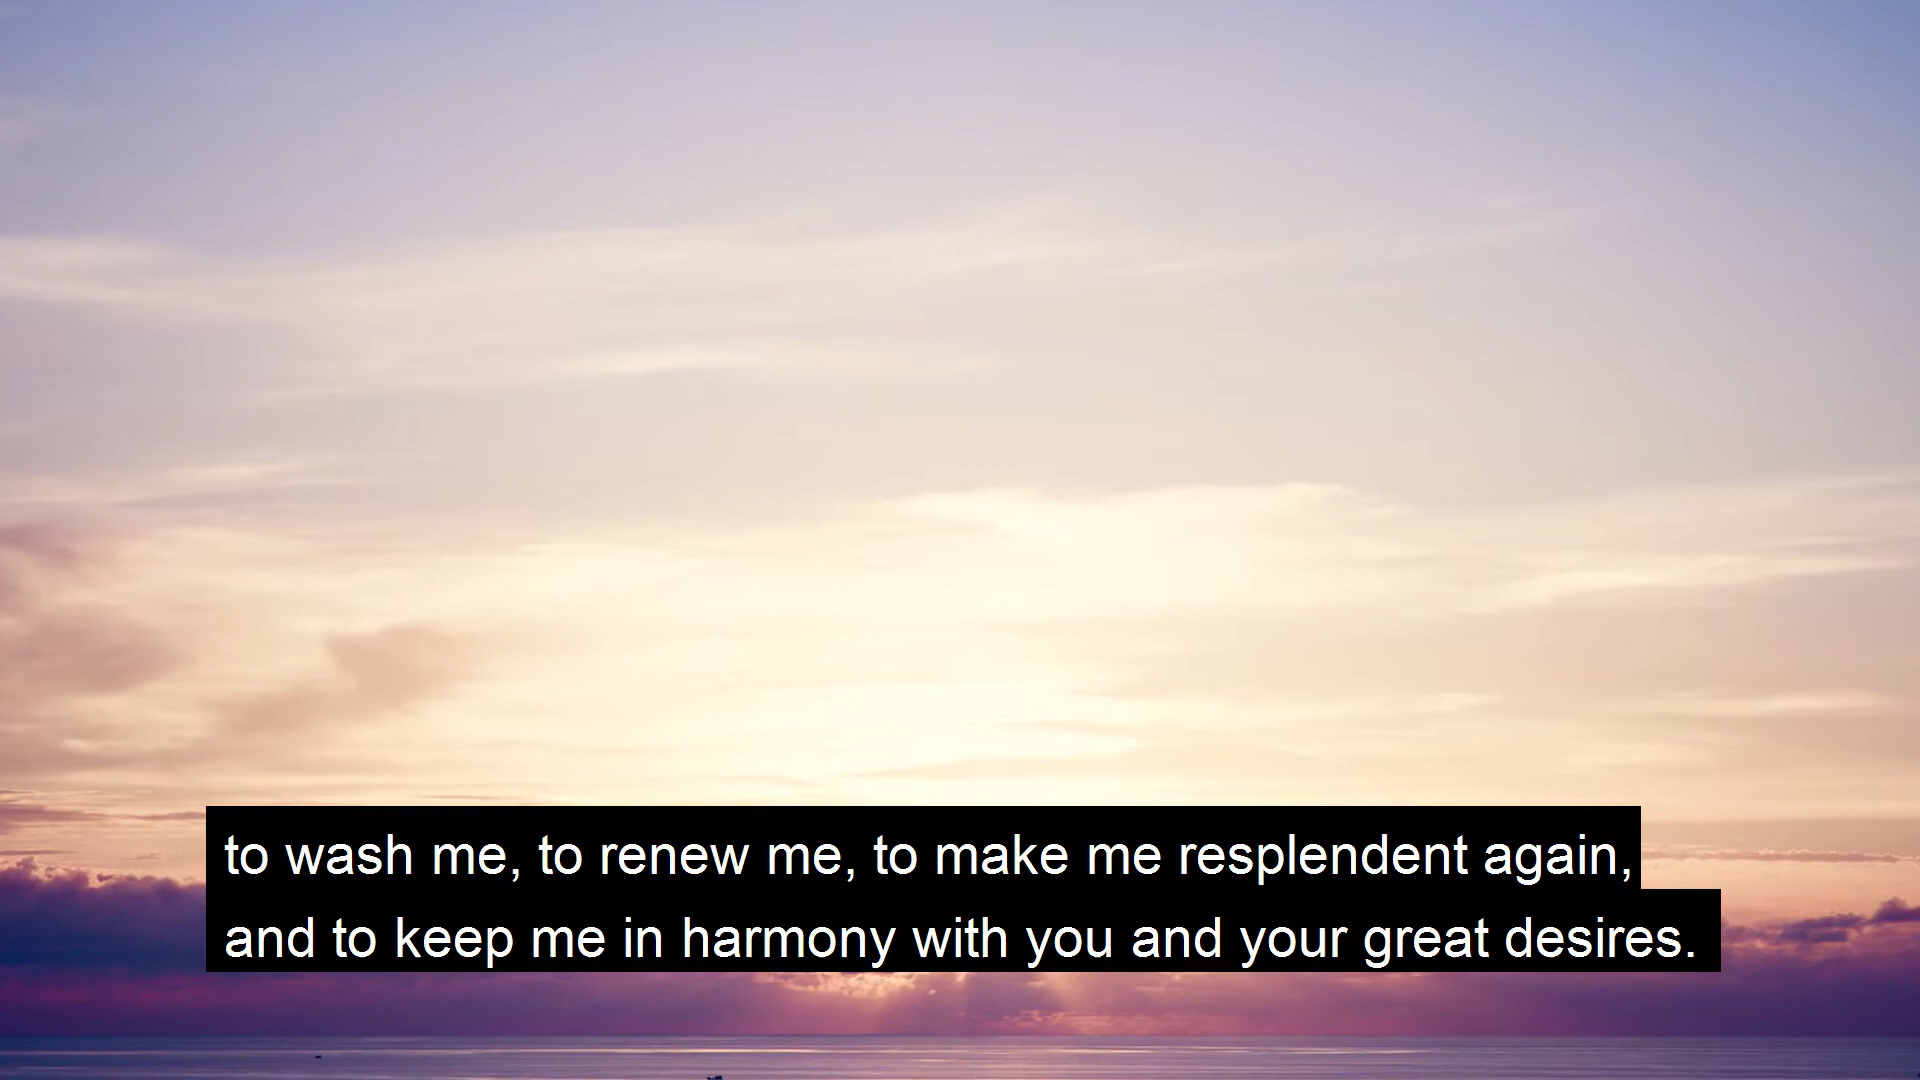 to wash me, to renew me, to make me resplendent again,
and to keep me in harmony with you and your great desires.